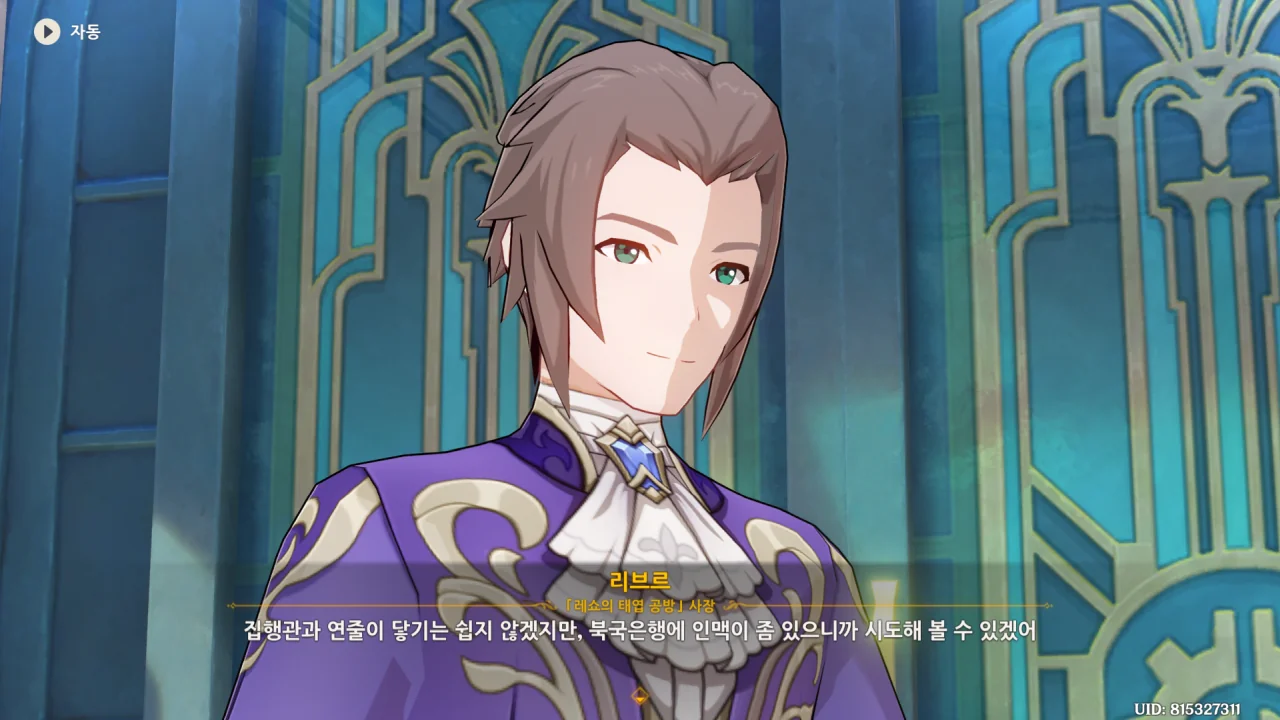 자동
리브르
「레쇼의 태엽 공방」 사장
집행관과 연줄이 닿기는 쉽지 않겠지만, 북국은행에 인맥이 좀 있으니까 시도해 볼 수 있겠어
UID: 815327311